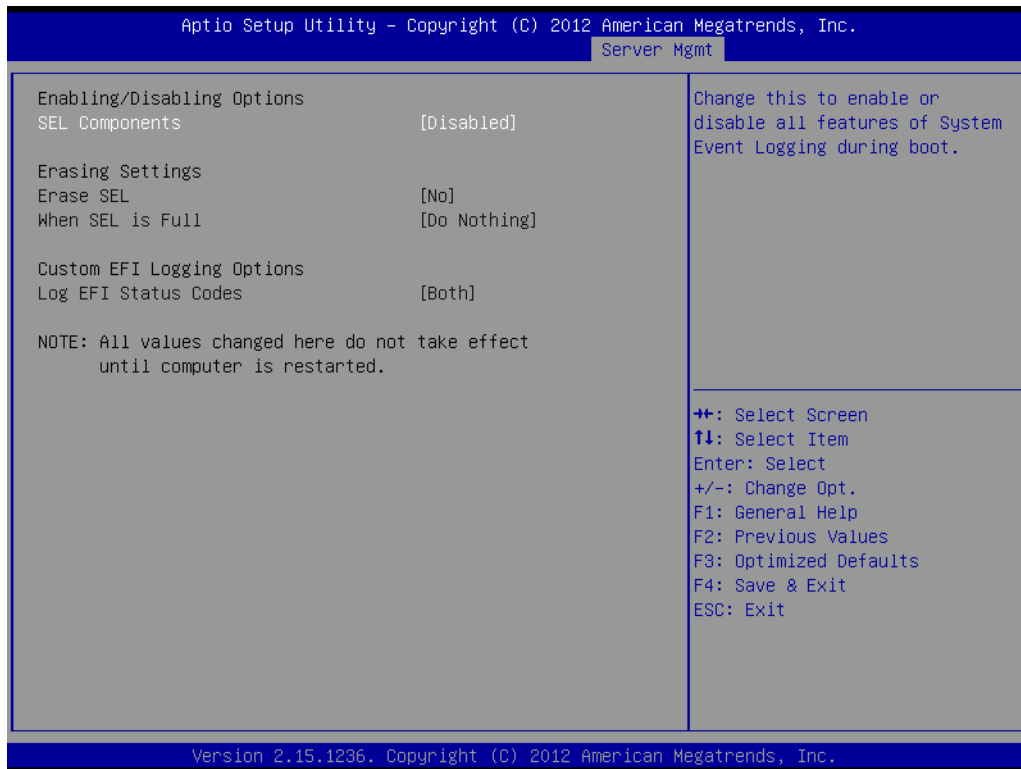 Aptio Setup Utility – Copyright (C) 2012 American Megatrends, Inc.
Server Mgmt
Enabling/Disabling Options
SEL Components [Disabled]
Erasing Settings
Erase SEL [No]
When SEL is Full [Do Nothing]
Custom EFI Logging Options
Log EFI Status Codes [Both]
NOTE: All values changed here do not take effect
until computer is restarted.
Change this to enable or
disable all features of System
Event Logging during boot.
→←: Select Screen
↑↓: Select Item
Enter: Select
+/-: Change Opt.
F1: General Help
F2: Previous Values
F3: Optimized Defaults
F4: Save & Exit
ESC: Exit
Version 2.15.1236. Copyright (C) 2012 American Megatrends, Inc.